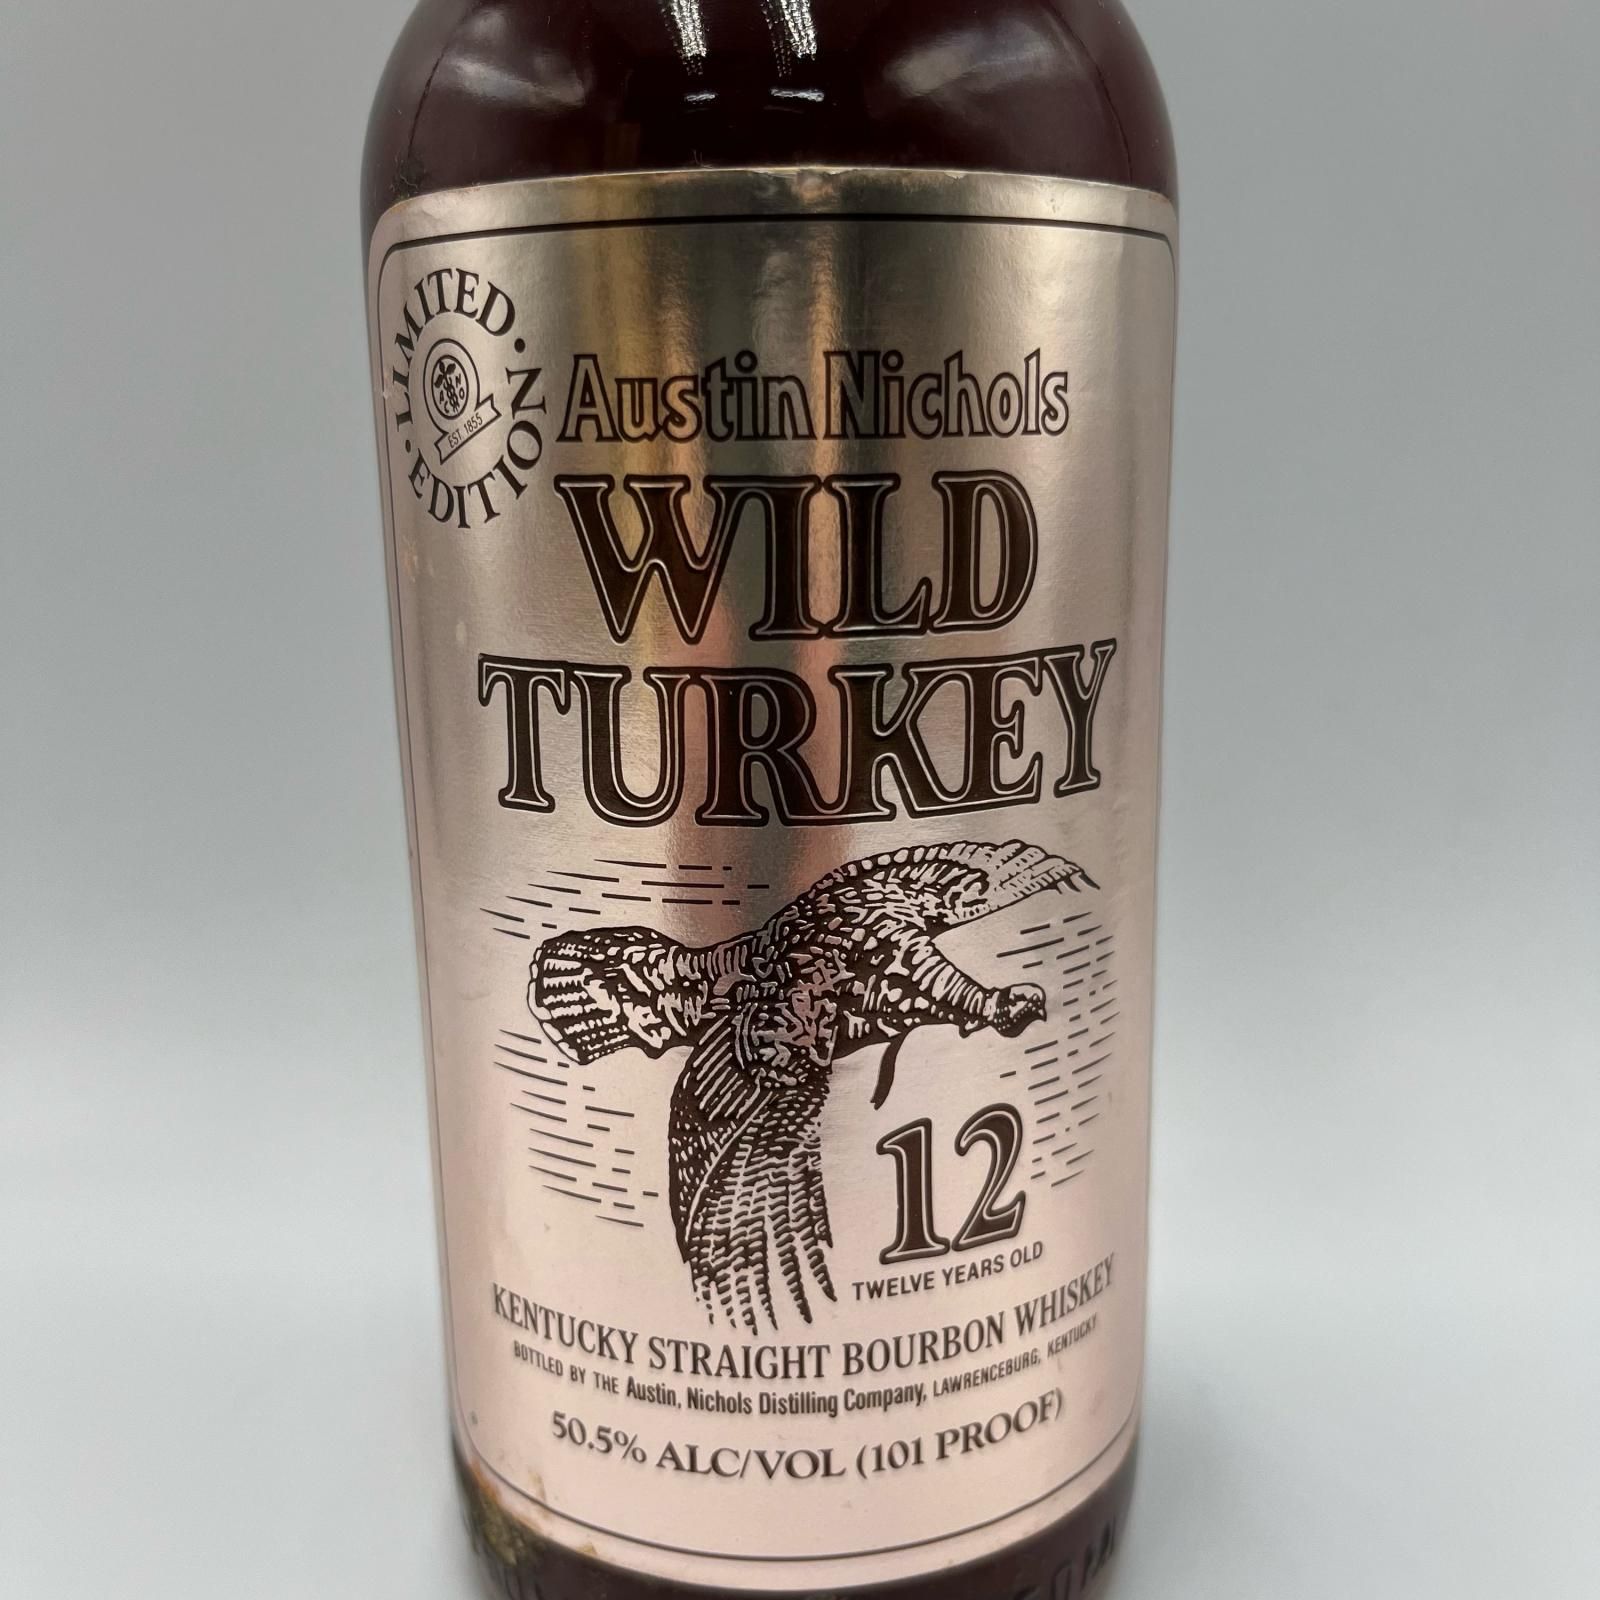 ·LIMITED·
EDITION
EST. 1855
Austin Nichols
WILD
TURKEY
12
TWELVE YEARS OLD
KENTUCKY STRAIGHT BOURBON WHISKEY
BOTTLED BY THE Austin, Nichols Distilling Company, LAWRENCEBURG, KENTUCKY
50.5% ALC/VOL (101 PROOF)